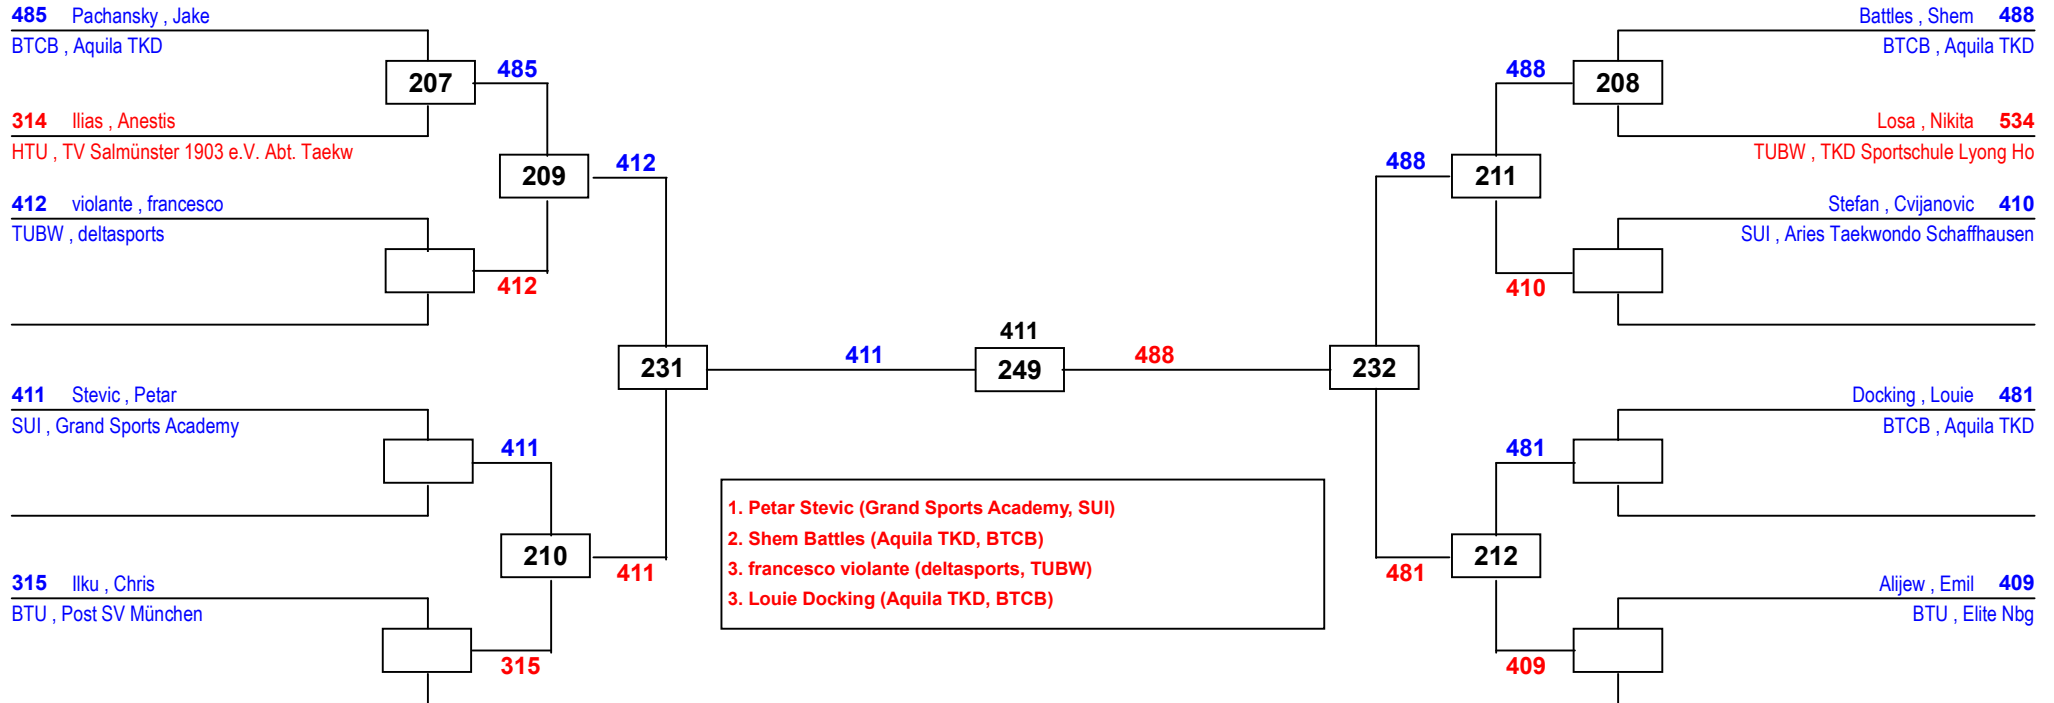 485 Pachansky , Jake
BTCB , Aquila TKD
207
485
314 Ilias , Anestis
HTU , TV Salmünster 1903 e.V. Abt. Taekw
209
412
412 violante , francesco
TUBW , deltasports
412
231
411
411 Stevic , Petar
SUI , Grand Sports Academy
411
210
411
315 Ilku , Chris
BTU , Post SV München
315
411
249
1. Petar Stevic (Grand Sports Academy, SUI)
2. Shem Battles (Aquila TKD, BTCB)
3. francesco violante (deltasports, TUBW)
3. Louie Docking (Aquila TKD, BTCB)
Battles , Shem 488
BTCB , Aquila TKD
488
208
Losa , Nikita 534
TUBW , TKD Sportschule Lyong Ho
488
211
Stefan , Cvijanovic 410
SUI , Aries Taekwondo Schaffhausen
410
488
232
Docking , Louie 481
BTCB , Aquila TKD
481
212
481
Alijew , Emil 409
BTU , Elite Nbg
409